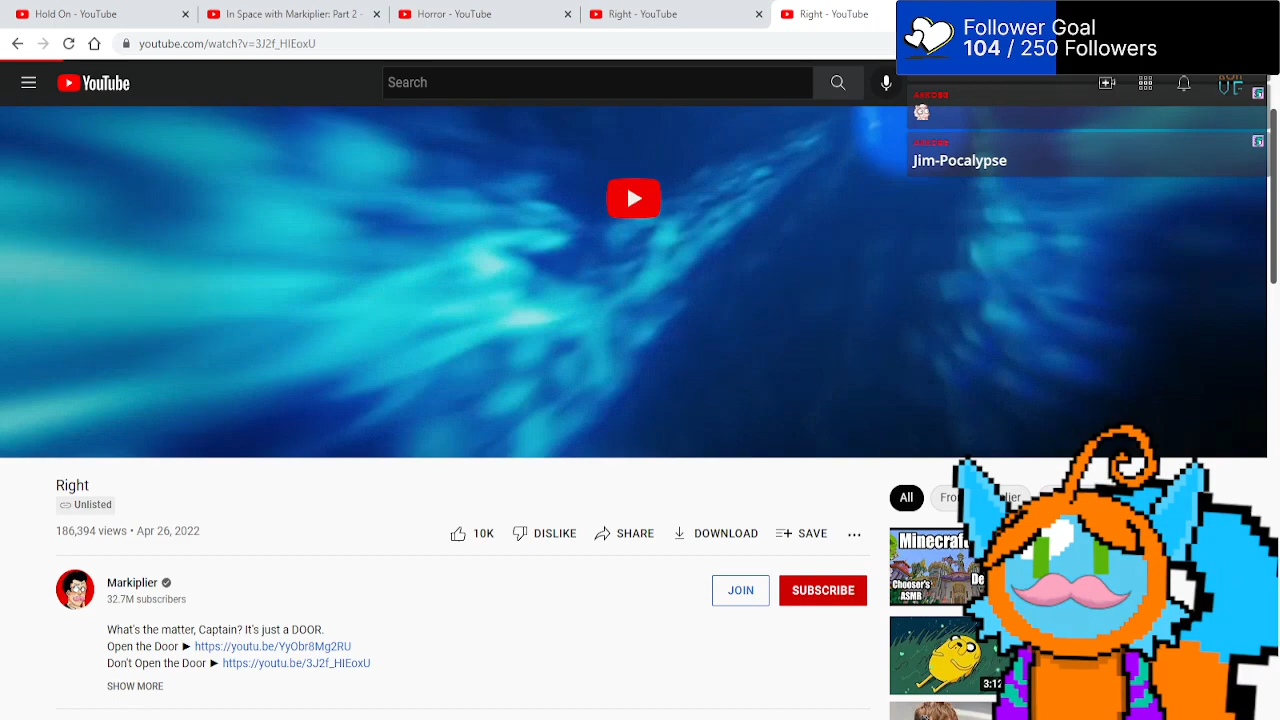 Hold On - YouTube
In Space with Markiplier: Part 2 -
Horror - YouTube
Right - YouTube
Right - YouTube
youtube.com/watch?v=3J2f_HIEoxU
Follower Goal
104 / 250 Followers
YouTube
Search
Jim-Pocalypse
Right
Unlisted
186,394 views • Apr 26, 2022
10K
DISLIKE
SHARE
DOWNLOAD
SAVE
All
Markiplier
32.7M subscribers
JOIN
SUBSCRIBE
What's the matter, Captain? It's just a DOOR.
Open the Door ► https://youtu.be/YyObr8Mg2RU
Don't Open the Door ► https://youtu.be/3J2f_HIEoxU
SHOW MORE
Minecraft
Chooser's
ASMR
3:12